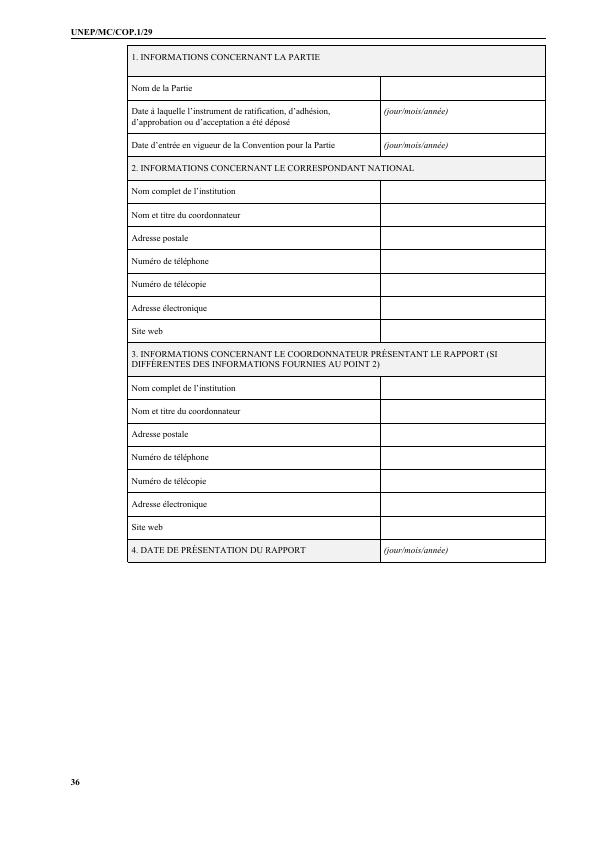 UNEP/MC/COP.1/29
1. INFORMATIONS CONCERNANT LA PARTIE
Nom de la Partie
Date à laquelle l’instrument de ratification, d’adhésion,
d’approbation ou d’acceptation a été déposé
(jour/mois/année)
Date d’entrée en vigueur de la Convention pour la Partie
(jour/mois/année)
2. INFORMATIONS CONCERNANT LE CORRESPONDANT NATIONAL
Nom complet de l’institution
Nom et titre du coordonnateur
Adresse postale
Numéro de téléphone
Numéro de télécopie
Adresse électronique
Site web
3. INFORMATIONS CONCERNANT LE COORDONNATEUR PRÉSENTANT LE RAPPORT (SI
DIFFÉRENTES DES INFORMATIONS FOURNIES AU POINT 2)
Nom complet de l’institution
Nom et titre du coordonnateur
Adresse postale
Numéro de téléphone
Numéro de télécopie
Adresse électronique
Site web
4. DATE DE PRÉSENTATION DU RAPPORT
(jour/mois/année)
36